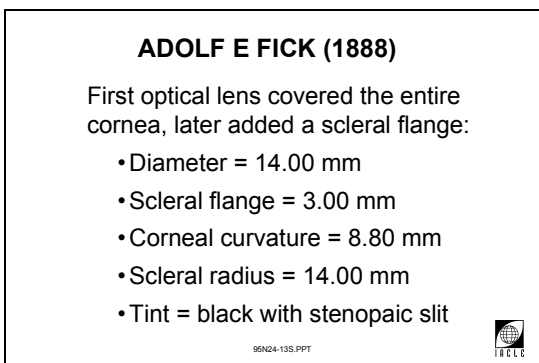 ADOLF E FICK (1888)
First optical lens covered the entire
cornea, later added a scleral flange:
• Diameter = 14.00 mm
• Scleral flange = 3.00 mm
• Corneal curvature = 8.80 mm
• Scleral radius = 14.00 mm
• Tint = black with stenopaic slit
95N24-13S.PPT
IACLE